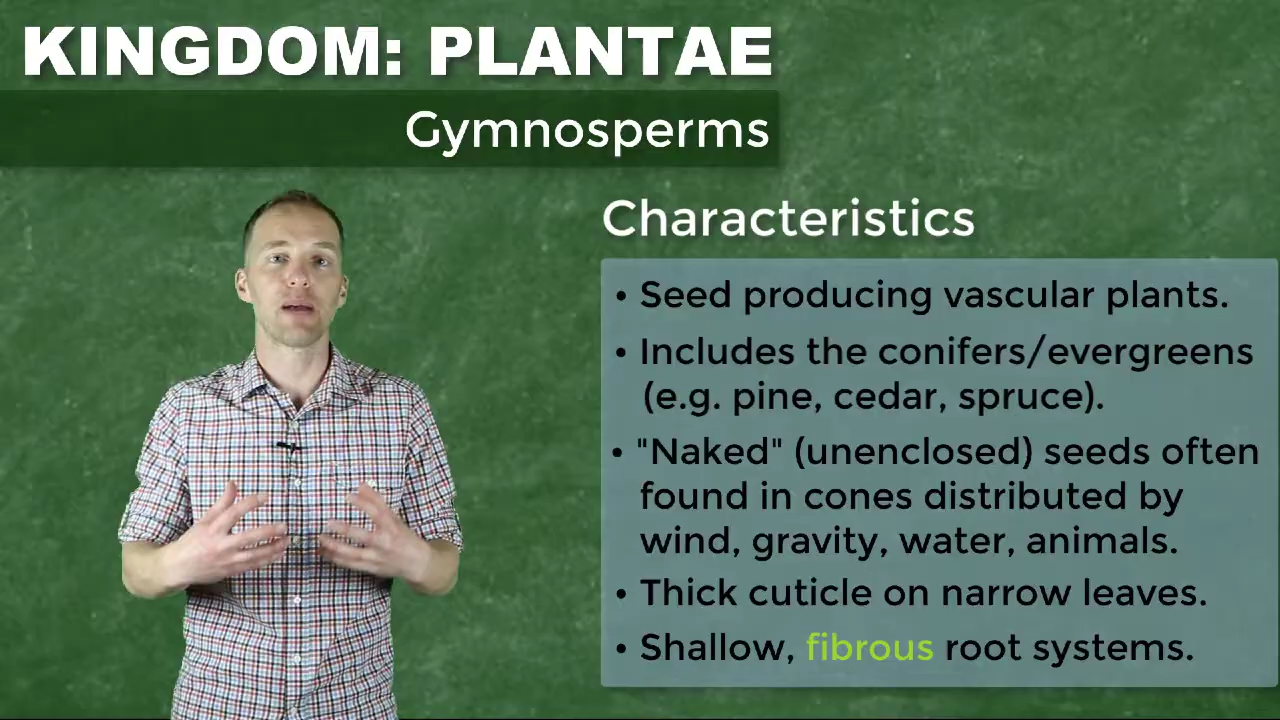 KINGDOM: PLANTAE
Gymnosperms
Characteristics
• Seed producing vascular plants.
• Includes the conifers/evergreens
(e.g. pine, cedar, spruce).
• "Naked" (unenclosed) seeds often
found in cones distributed by
wind, gravity, water, animals.
• Thick cuticle on narrow leaves.
• Shallow, fibrous root systems.